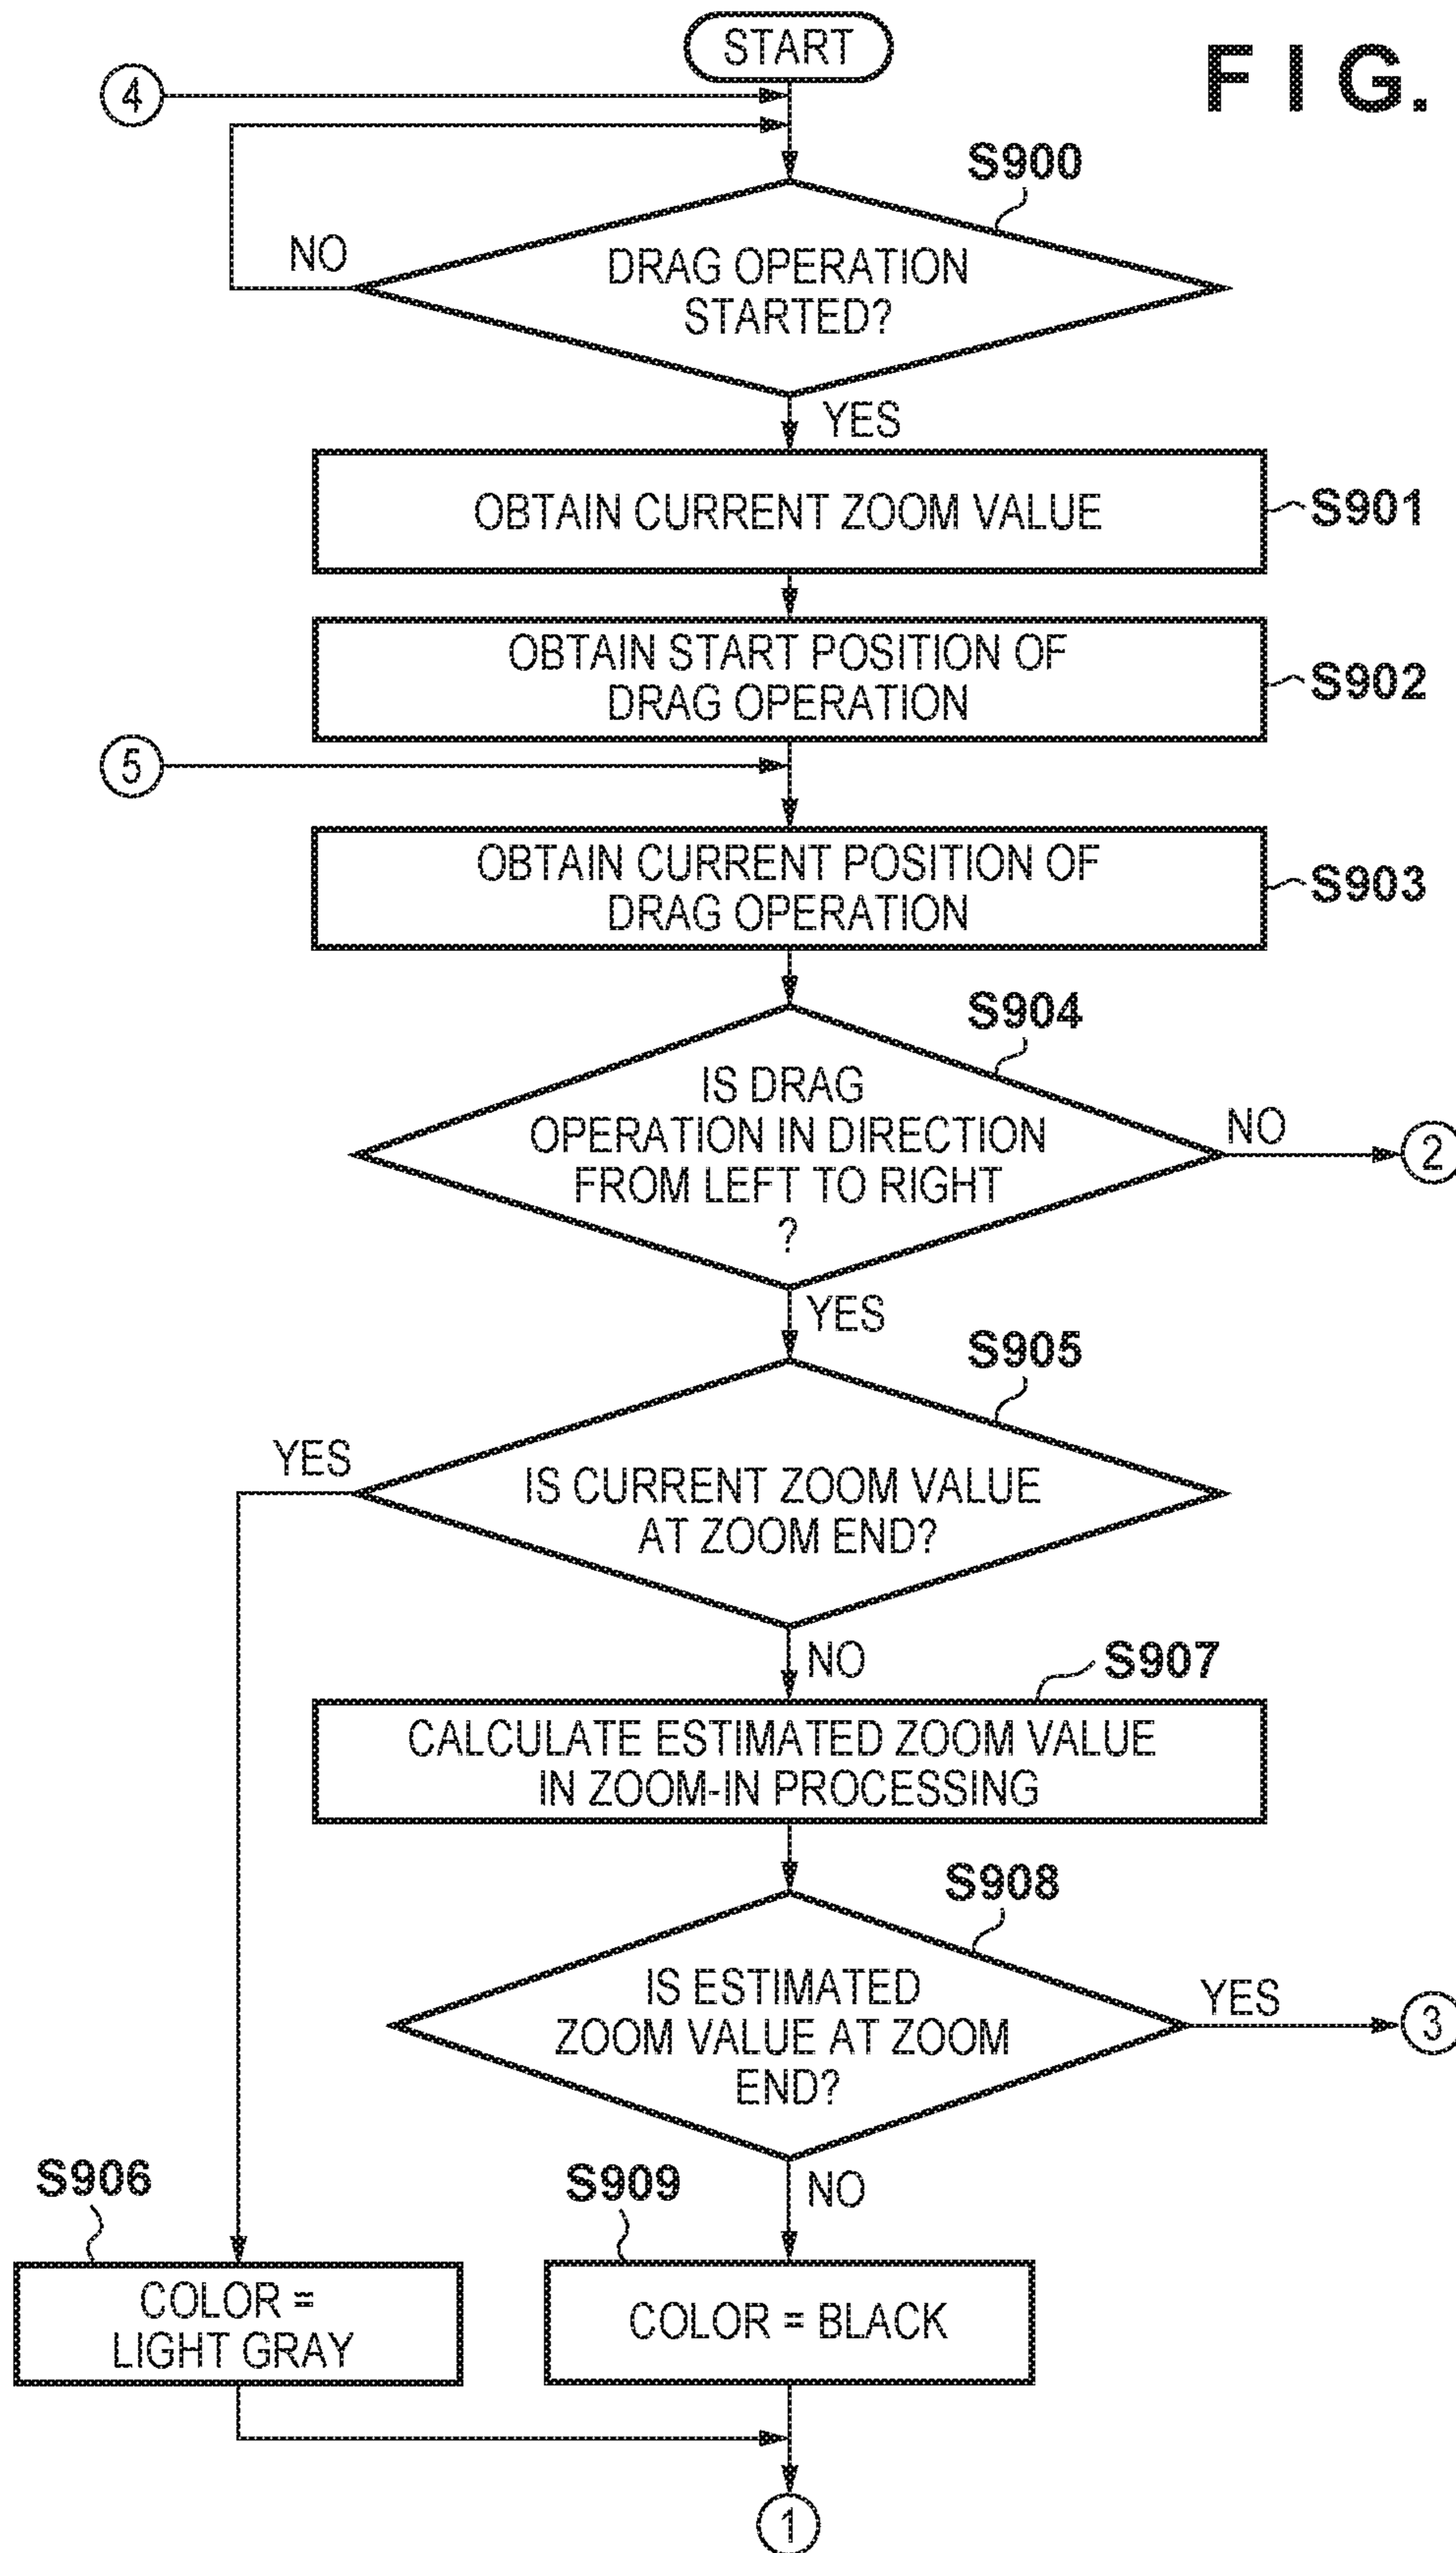 START
FIG.
4
S900
NO
DRAG OPERATION
STARTED?
YES
OBTAIN CURRENT ZOOM VALUE
S901
OBTAIN START POSITION OF
DRAG OPERATION
S902
5
OBTAIN CURRENT POSITION OF
DRAG OPERATION
S903
S904
IS DRAG
OPERATION IN DIRECTION
FROM LEFT TO RIGHT
?
NO
2
YES
S905
YES
IS CURRENT ZOOM VALUE
AT ZOOM END?
NO
S907
CALCULATE ESTIMATED ZOOM VALUE
IN ZOOM-IN PROCESSING
S908
IS ESTIMATED
ZOOM VALUE AT ZOOM
END?
YES
3
S906
S909
NO
COLOR =
LIGHT GRAY
COLOR = BLACK
1